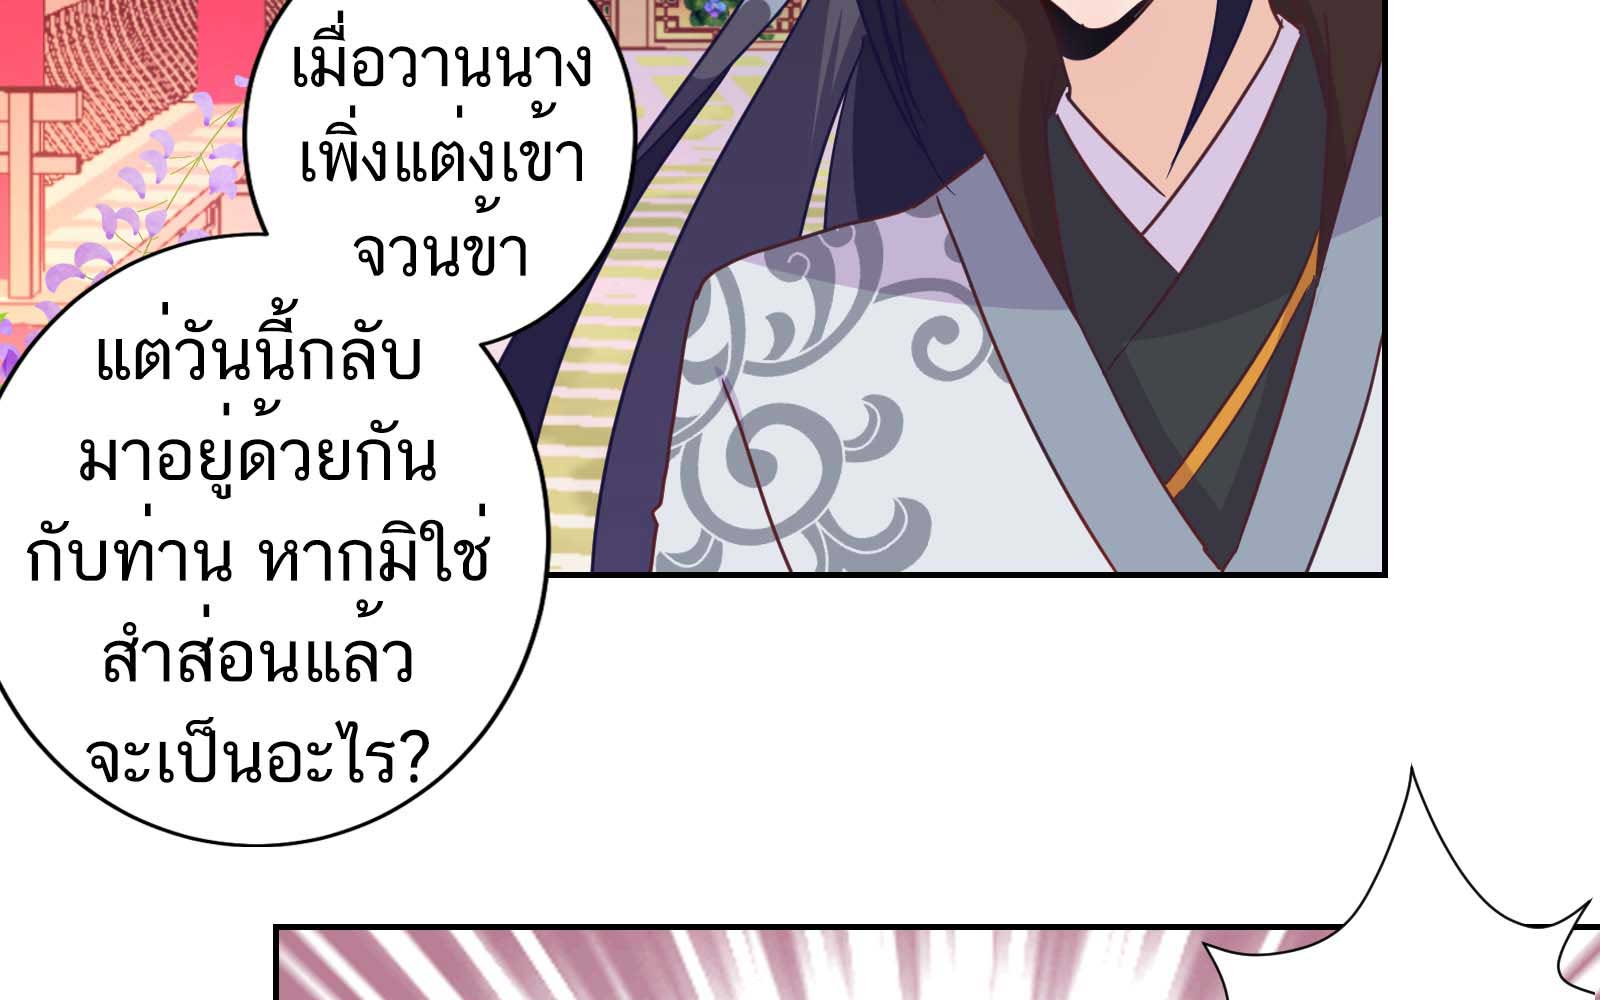 เมื่อวานนาง
เพิ่งแต่งเข้า
จวนข้า
แต่วันนี้กลับ
มาอยู่ด้วยกัน
กับท่าน หากมิใช่
สำส่อนแล้ว
จะเป็นอะไร?